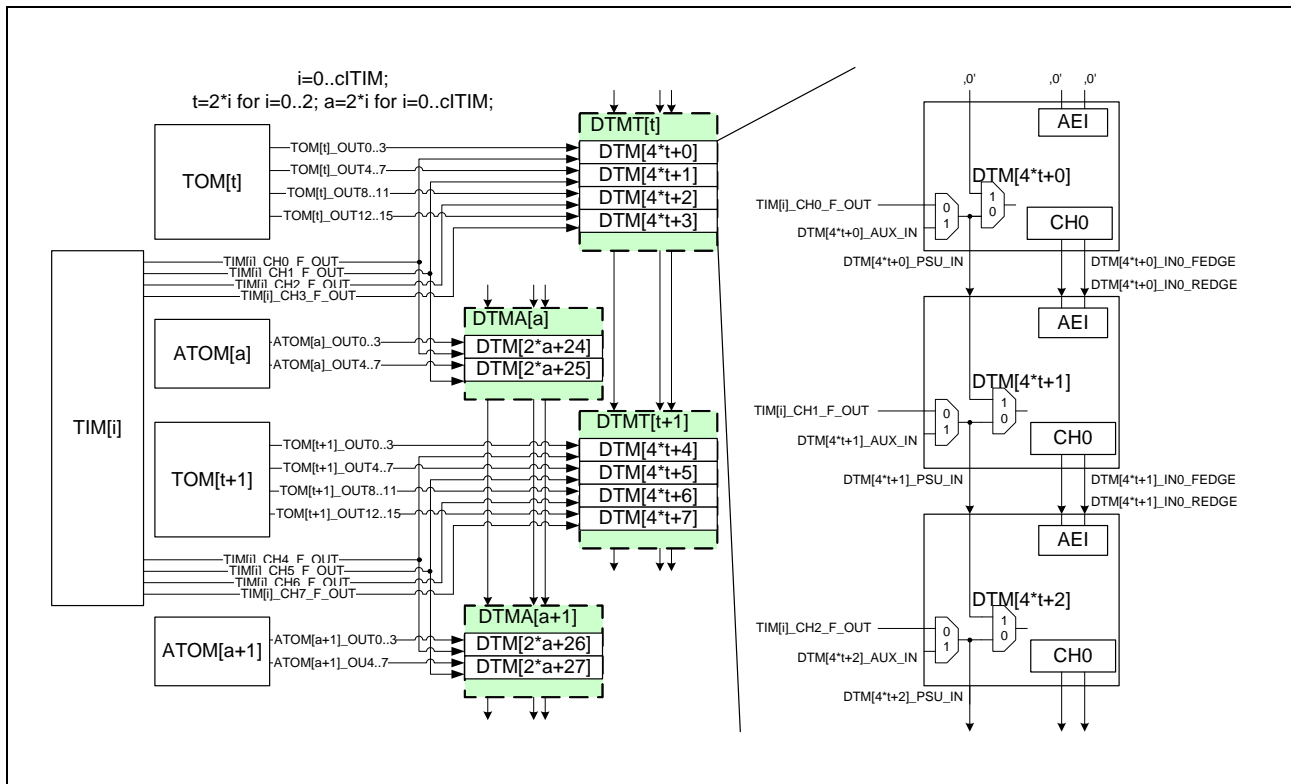 i=0..cITIM;
t=2*i for i=0..2; a=2*i for i=0..cITIM;
TOM[t]
TOM[t]_OUT0..3
TOM[t]_OUT4..7
TOM[t]_OUT8..11
TOM[t]_OUT12..15
DTMT[t]
DTM[4*t+0]
DTM[4*t+1]
DTM[4*t+2]
DTM[4*t+3]
TIM[i]
TIM[i]_CH0_F_OUT
TIM[i]_CH1_F_OUT
TIM[i]_CH2_F_OUT
TIM[i]_CH3_F_OUT
ATOM[a]
ATOM[a]_OUT0..3
ATOM[a]_OUT4..7
DTMA[a]
DTM[2*a+24]
DTM[2*a+25]
TOM[t+1]
TOM[t+1]_OUT0..3
TOM[t+1]_OUT4..7
TOM[t+1]_OUT8..11
TOM[t+1]_OUT12..15
DTMT[t+1]
DTM[4*t+4]
DTM[4*t+5]
DTM[4*t+6]
DTM[4*t+7]
TIM[i]_CH4_F_OUT
TIM[i]_CH5_F_OUT
TIM[i]_CH6_F_OUT
TIM[i]_CH7_F_OUT
ATOM[a+1]
ATOM[a+1]_OUT0..3
ATOM[a+1]_OU4..7
DTMA[a+1]
DTM[2*a+26]
DTM[2*a+27]
‚0'
‚0'
‚0'
AEI
DTM[4*t+0]
1
0
TIM[i]_CH0_F_OUT
0
1
DTM[4*t+0]_AUX_IN
CH0
DTM[4*t+0]_PSU_IN
DTM[4*t+0]_IN0_FEDGE
DTM[4*t+0]_IN0_REDGE
AEI
DTM[4*t+1]
1
0
TIM[i]_CH1_F_OUT
0
1
DTM[4*t+1]_AUX_IN
CH0
DTM[4*t+1]_PSU_IN
DTM[4*t+1]_IN0_FEDGE
DTM[4*t+1]_IN0_REDGE
AEI
DTM[4*t+2]
1
0
TIM[i]_CH2_F_OUT
0
1
DTM[4*t+2]_AUX_IN
CH0
DTM[4*t+2]_PSU_IN